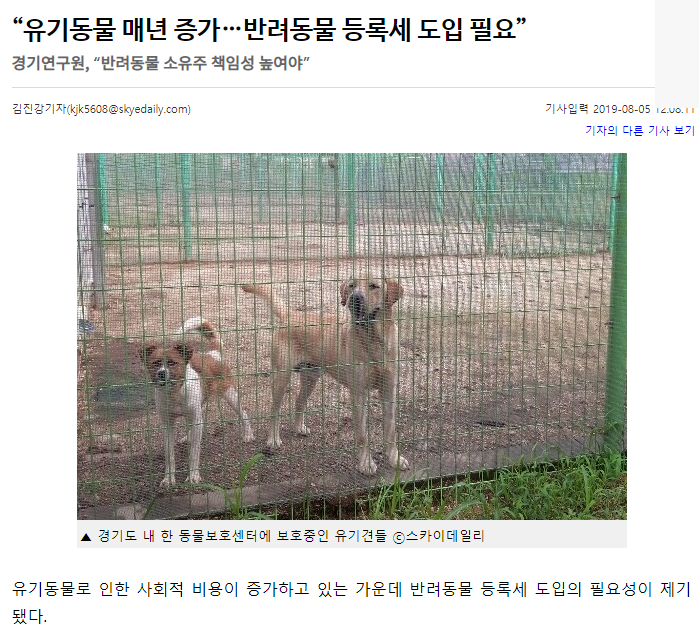 “유기동물 매년 증가…반려동물 등록세 도입 필요”
경기연구원, “반려동물 소유주 책임성 높여야”
김진강기자(kjk5608@skyedaily.com)
기사입력 2019-08-05 12:08:11
기자의 다른 기사 보기
▲ 경기도 내 한 동물보호센터에 보호중인 유기견들 ⓒ스카이데일리
유기동물로 인한 사회적 비용이 증가하고 있는 가운데 반려동물 등록세 도입의 필요성이 제기
됐다.